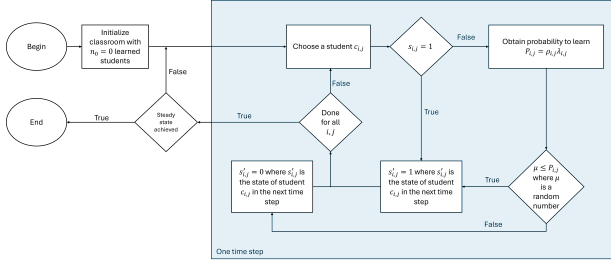 Begin
Initialize
classroom with
n₀ = 0 learned
students
Choose a student c_{i,j}
s_{i,j} = 1
False
Obtain probability to learn
P_{i,j} = ρ_{i,j}λ_{i,j}
False
False
True
End
True
Steady
state
achieved
True
Done
for all
i, j
s'_{i,j} = 0 where s'_{i,j} is
the state of student
c_{i,j} in the next time
step
s'_{i,j} = 1 where s'_{i,j} is
the state of student
c_{i,j} in the next time
step
True
μ ≤ P_{i,j}
where μ
is a
random
number
False
One time step